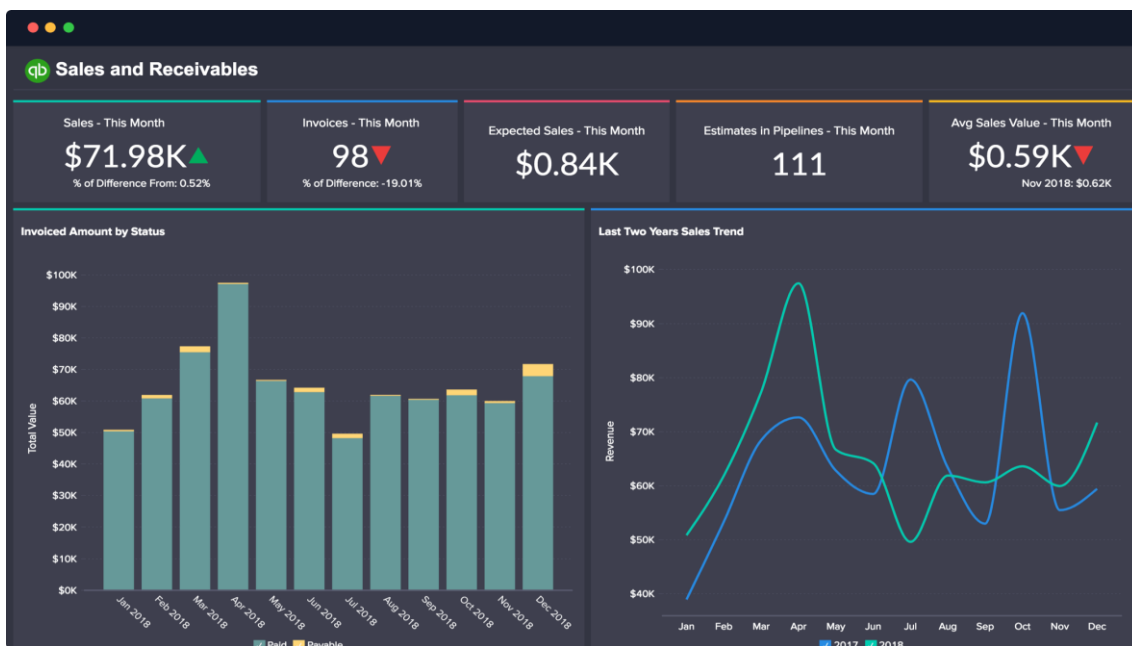 qb Sales and Receivables
Sales - This Month
$71.98K
% of Difference From: 0.52%
Invoices - This Month
98
% of Difference: -19.01%
Expected Sales - This Month
$0.84K
Estimates in Pipelines - This Month
111
Avg Sales Value - This Month
$0.59K
Nov 2018: $0.62K
Invoiced Amount by Status
Total Value
$100K
$90K
$80K
$70K
$60K
$50K
$40K
$30K
$20K
$10K
$0K
Jan 2018 Feb 2018 Mar 2018 Apr 2018 May 2018 Jun 2018 Jul 2018 Aug 2018 Sep 2018 Oct 2018 Nov 2018 Dec 2018
Paid Payable
Last Two Years Sales Trend
Revenue
$100K
$90K
$80K
$70K
$60K
$50K
$40K
Jan Feb Mar Apr May Jun Jul Aug Sep Oct Nov Dec
2017 2018